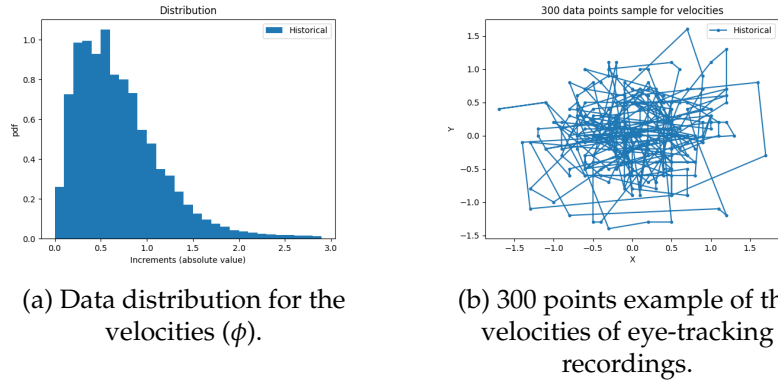 Distribution
Historical
1.0
0.8
0.6
0.4
0.2
0.0
pdf
0.0 0.5 1.0 1.5 2.0 2.5 3.0
Increments (absolute value)
(a) Data distribution for the
velocities (ϕ).
300 data points sample for velocities
Historical
1.5
1.0
0.5
0.0
−0.5
−1.0
−1.5
Y
−1.5 −1.0 −0.5 0.0 0.5 1.0 1.5
X
(b) 300 points example of th
velocities of eye-tracking
recordings.